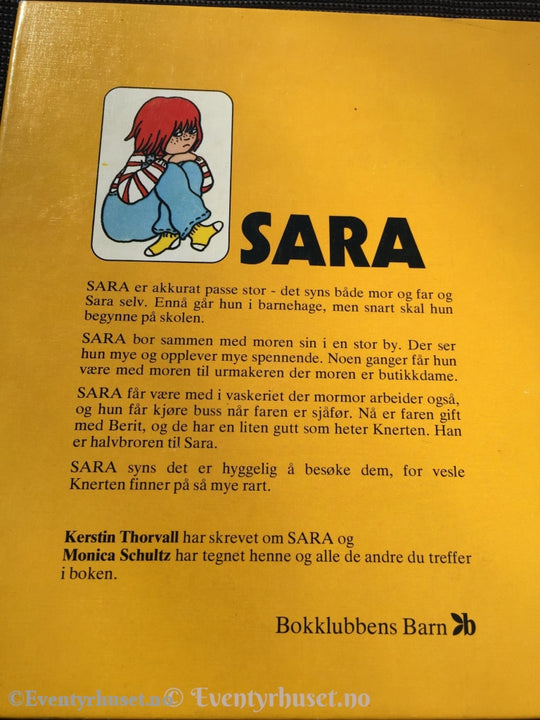 SARA
SARA er akkurat passe stor - det syns både mor og far og
Sara selv. Ennå går hun i barnehage, men snart skal hun
begynne på skolen.
SARA bor sammen med moren sin i en stor by. Der ser
hun mye og opplever mye spennende. Noen ganger får hun
være med moren til urmakeren der moren er butikkdame.
SARA får være med i vaskeriet der mormor arbeider også,
og hun får kjøre buss når faren er sjåfør. Nå er faren gift
med Berit, og de har en liten gutt som heter Knerten. Han
er halvbroren til Sara.
SARA syns det er hyggelig å besøke dem, for vesle
Knerten finner på så mye rart.
Kerstin Thorvall har skrevet om SARA og
Monica Schultz har tegnet henne og alle de andre du treffer
i boken.
Bokklubbens Barn b
©Eventyrhuset.no © Eventyrhuset.no